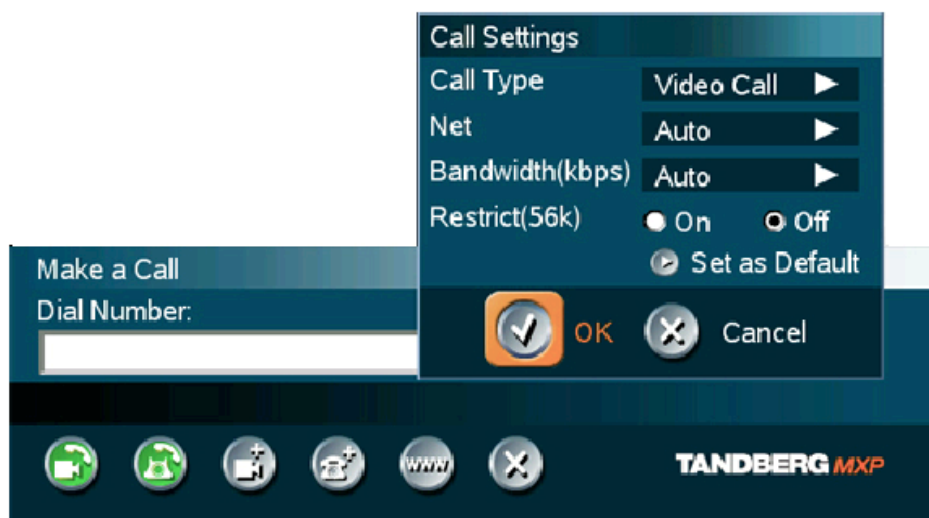 Call Settings
Call Type
Video Call
Net
Auto
Bandwidth(kbps)
Auto
Restrict(56k)
On
Off
Set as Default
OK
Cancel
Make a Call
Dial Number:
www
TANDBERG MXP